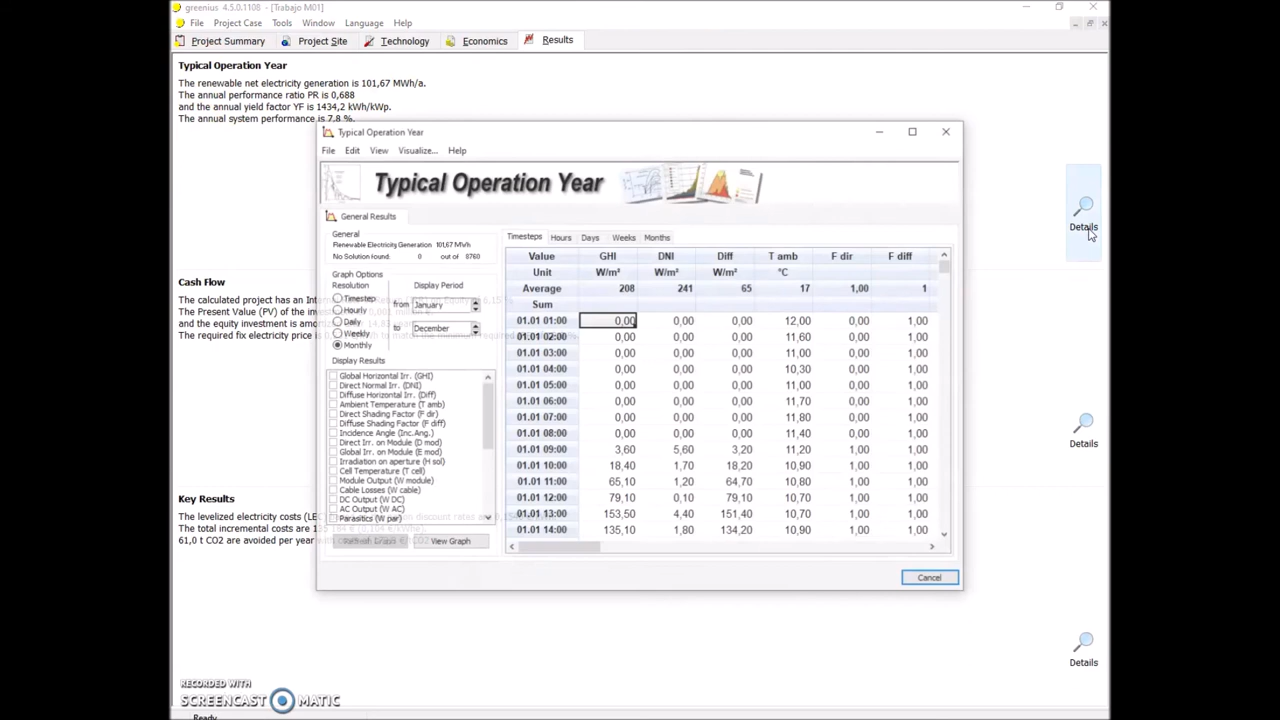 greenius - 4.5.0.1108 - [Trabajo M01]
File Project Case Tools Window Language Help
Project Summary Project Site Technology Economics Results
Typical Operation Year
The renewable net electricity generation is 101,67 MWh/a.
The annual performance ratio PR is 0,688
and the annual yield factor YF is 1434,2 kWh/kWp.
The annual system performance is 7,8 %.
Details
Cash Flow
The calculated project has an Inter
The Present Value (PV) of the inves
and the equity investment is amorti
The required fix electricity price is 0
Details
Key Results
The levelized electricity costs (LEC)
The total incremental costs are
61,0 t CO2 are avoided per year with
Details
Typical Operation Year
File Edit View Visualize... Help
Typical Operation Year
General Results
General
Renewable Electricity Generation 101,67 MWh
No Solution found: 0 out of 8760
Graph Options
Resolution Display Period
Timestep
Hourly from January
Daily
Weekly to December
Monthly
Display Results
Global Horizontal Irr. (GHI)
Direct Normal Irr. (DNI)
Diffuse Horizontal Irr. (Diff)
Ambient Temperature (T amb)
Direct Shading Factor (F dir)
Diffuse Shading Factor (F diff)
Incidence Angle (Inc.Ang.)
Direct Irr. on Module (D mod)
Global Irr. on Module (E mod)
Irradiation on aperture (H sol)
Cell Temperature (T cell)
Module Output (W module)
Cable Losses (W cable)
DC Output (W DC)
AC Output (W AC)
Parasitics (W par)
Refresh Graph View Graph
Timesteps Hours Days Weeks Months
Value GHI DNI Diff T amb F dir F diff
Unit W/m² W/m² W/m² °C
Average 208 241 65 17 1,00 1
Sum
01.01 01:00 0,00 0,00 0,00 12,00 0,00 1,00
01.01 02:00 0,00 0,00 0,00 11,60 0,00 1,00
01.01 03:00 0,00 0,00 0,00 11,00 0,00 1,00
01.01 04:00 0,00 0,00 0,00 10,30 0,00 1,00
01.01 05:00 0,00 0,00 0,00 11,00 0,00 1,00
01.01 06:00 0,00 0,00 0,00 11,70 0,00 1,00
01.01 07:00 0,00 0,00 0,00 11,80 0,00 1,00
01.01 08:00 0,00 0,00 0,00 11,40 0,00 1,00
01.01 09:00 3,60 5,60 3,20 11,20 1,00 1,00
01.01 10:00 18,40 1,70 18,20 10,90 1,00 1,00
01.01 11:00 65,10 1,20 64,70 10,80 1,00 1,00
01.01 12:00 79,10 0,10 79,10 10,70 1,00 1,00
01.01 13:00 153,50 4,40 151,40 10,70 1,00 1,00
01.01 14:00 135,10 1,80 134,20 10,90 1,00 1,00
Cancel
RECORDED WITH
SCREENCAST MATIC
Ready